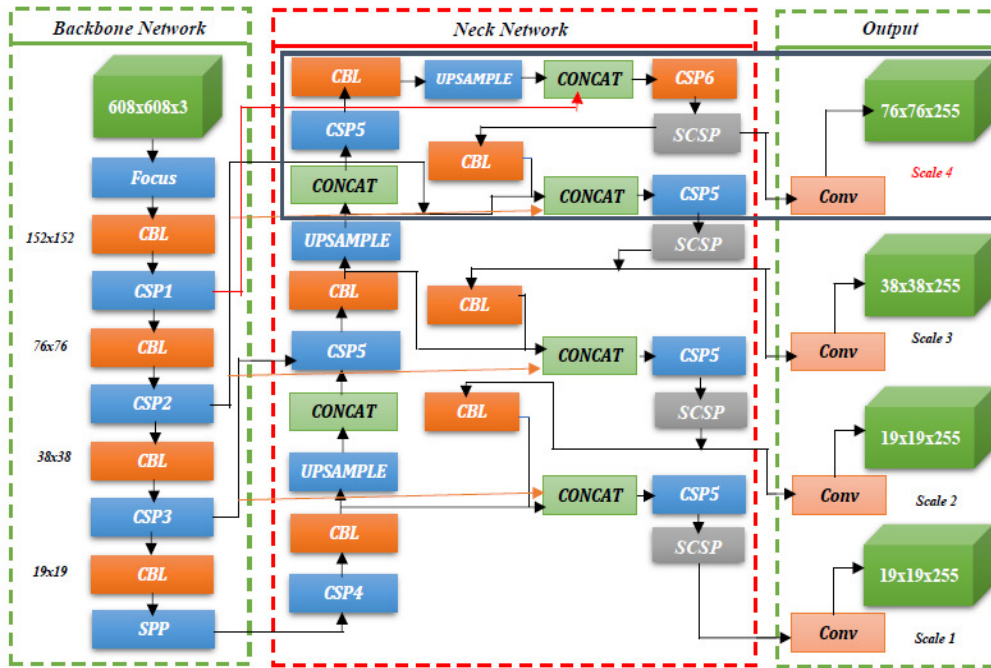 Backbone Network
Neck Network
Output
608x608x3
Focus
152x152
CBL
CSP1
76x76
CBL
CSP2
38x38
CBL
CSP3
19x19
CBL
SPP
CBL
UPSAMPLE
CONCAT
CSP6
CSP5
SCSP
CBL
CONCAT
CONCAT
CSP5
UPSAMPLE
SCSP
CBL
CBL
CSP5
CONCAT
CSP5
CONCAT
CBL
SCSP
UPSAMPLE
CONCAT
CSP5
CBL
SCSP
CSP4
76x76x255
Scale 4
Conv
38x38x255
Scale 3
Conv
19x19x255
Conv
Scale 2
19x19x255
Conv
Scale 1